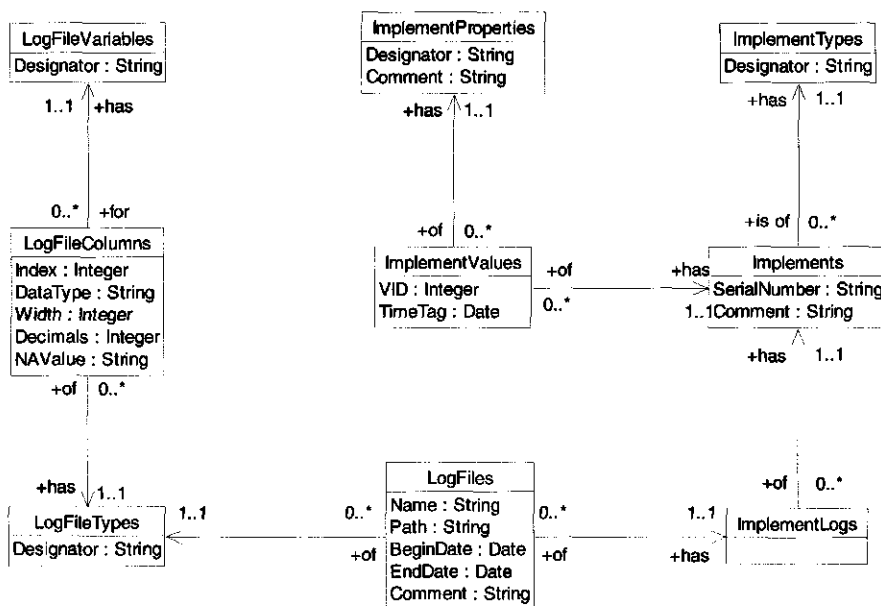 LogFileVariables
Designator : String
1..1 +has
0..* +for
LogFileColumns
Index : Integer
DataType : String
Width : Integer
Decimals : Integer
NAValue : String
+of 0..*
+has 1..1
LogFileTypes
Designator : String
ImplementProperties
Designator : String
Comment : String
+has 1..1
+of 0..*
ImplementValues
VID : Integer
TimeTag : Date
+of
0..*
+has
1..1
ImplementTypes
Designator : String
+has 1..1
+is of 0..*
Implements
SerialNumber : String
Comment : String
+has 1..1
+of 0..*
ImplementLogs
1..1
0..*
+of
LogFiles
Name : String
Path : String
BeginDate : Date
EndDate : Date
Comment : String
0..*
+of
1..1
+has